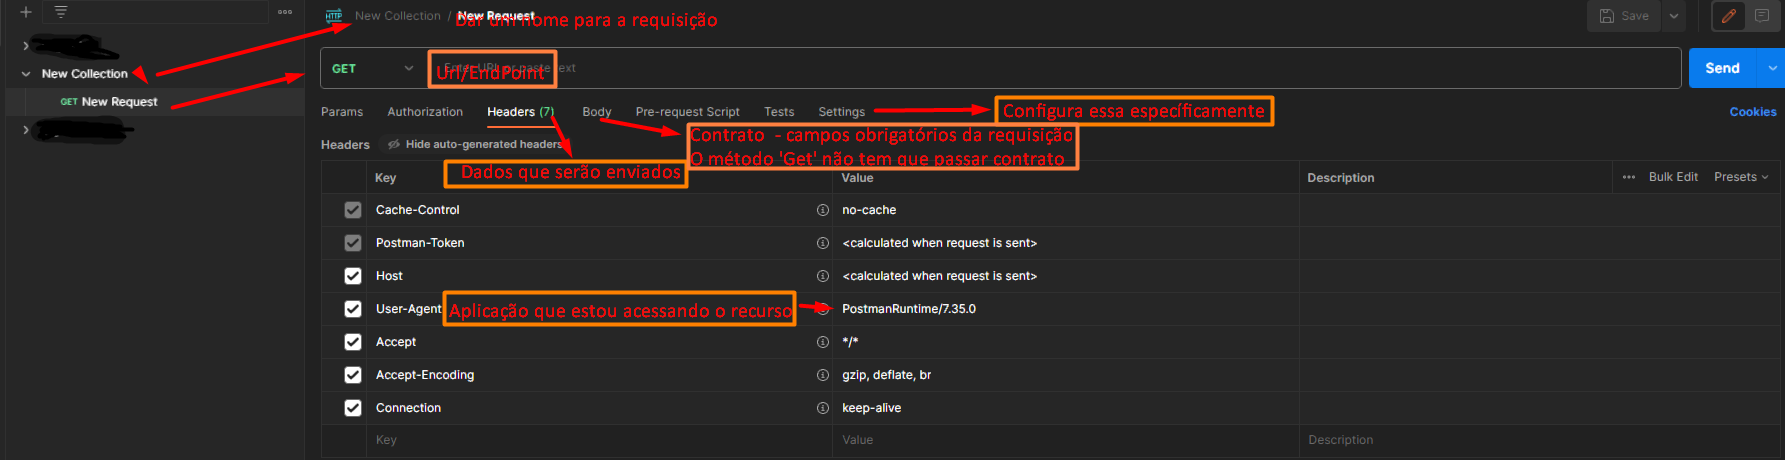 New Collection / New Request
Dar um nome para a requisição
Save
New Collection
GET New Request
GET
Enter URL or paste text
Url/EndPoint
Send
Params Authorization Headers (7) Body Pre-request Script Tests Settings
Configura essa específicamente
Cookies
Contrato - campos obrigatórios da requisição
O método 'Get' não tem que passar contrato
Headers Hide auto-generated headers
Dados que serão enviados
Key Value Description Bulk Edit Presets
Cache-Control no-cache
Postman-Token <calculated when request is sent>
Host <calculated when request is sent>
User-Agent PostmanRuntime/7.35.0
Aplicação que estou acessando o recurso
Accept */*
Accept-Encoding gzip, deflate, br
Connection keep-alive
Key Value Description